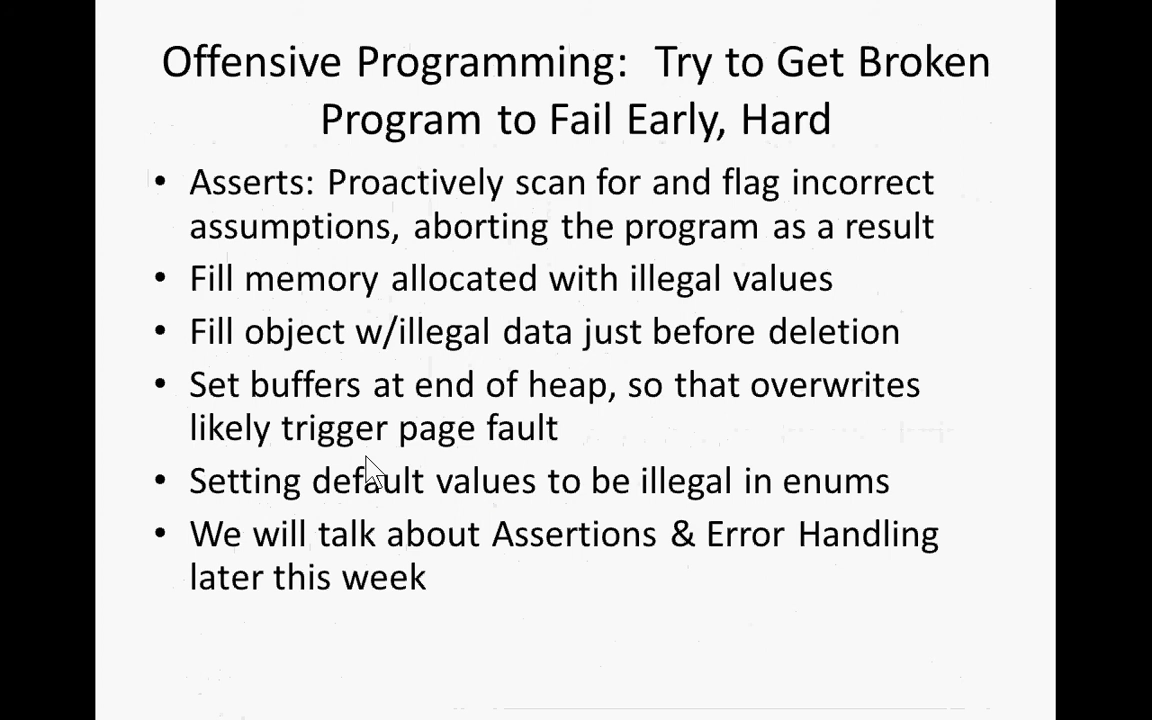 Offensive Programming:  Try to Get Broken
Program to Fail Early, Hard
• Asserts: Proactively scan for and flag incorrect
assumptions, aborting the program as a result
• Fill memory allocated with illegal values
• Fill object w/illegal data just before deletion
• Set buffers at end of heap, so that overwrites
likely trigger page fault
• Setting default values to be illegal in enums
• We will talk about Assertions & Error Handling
later this week